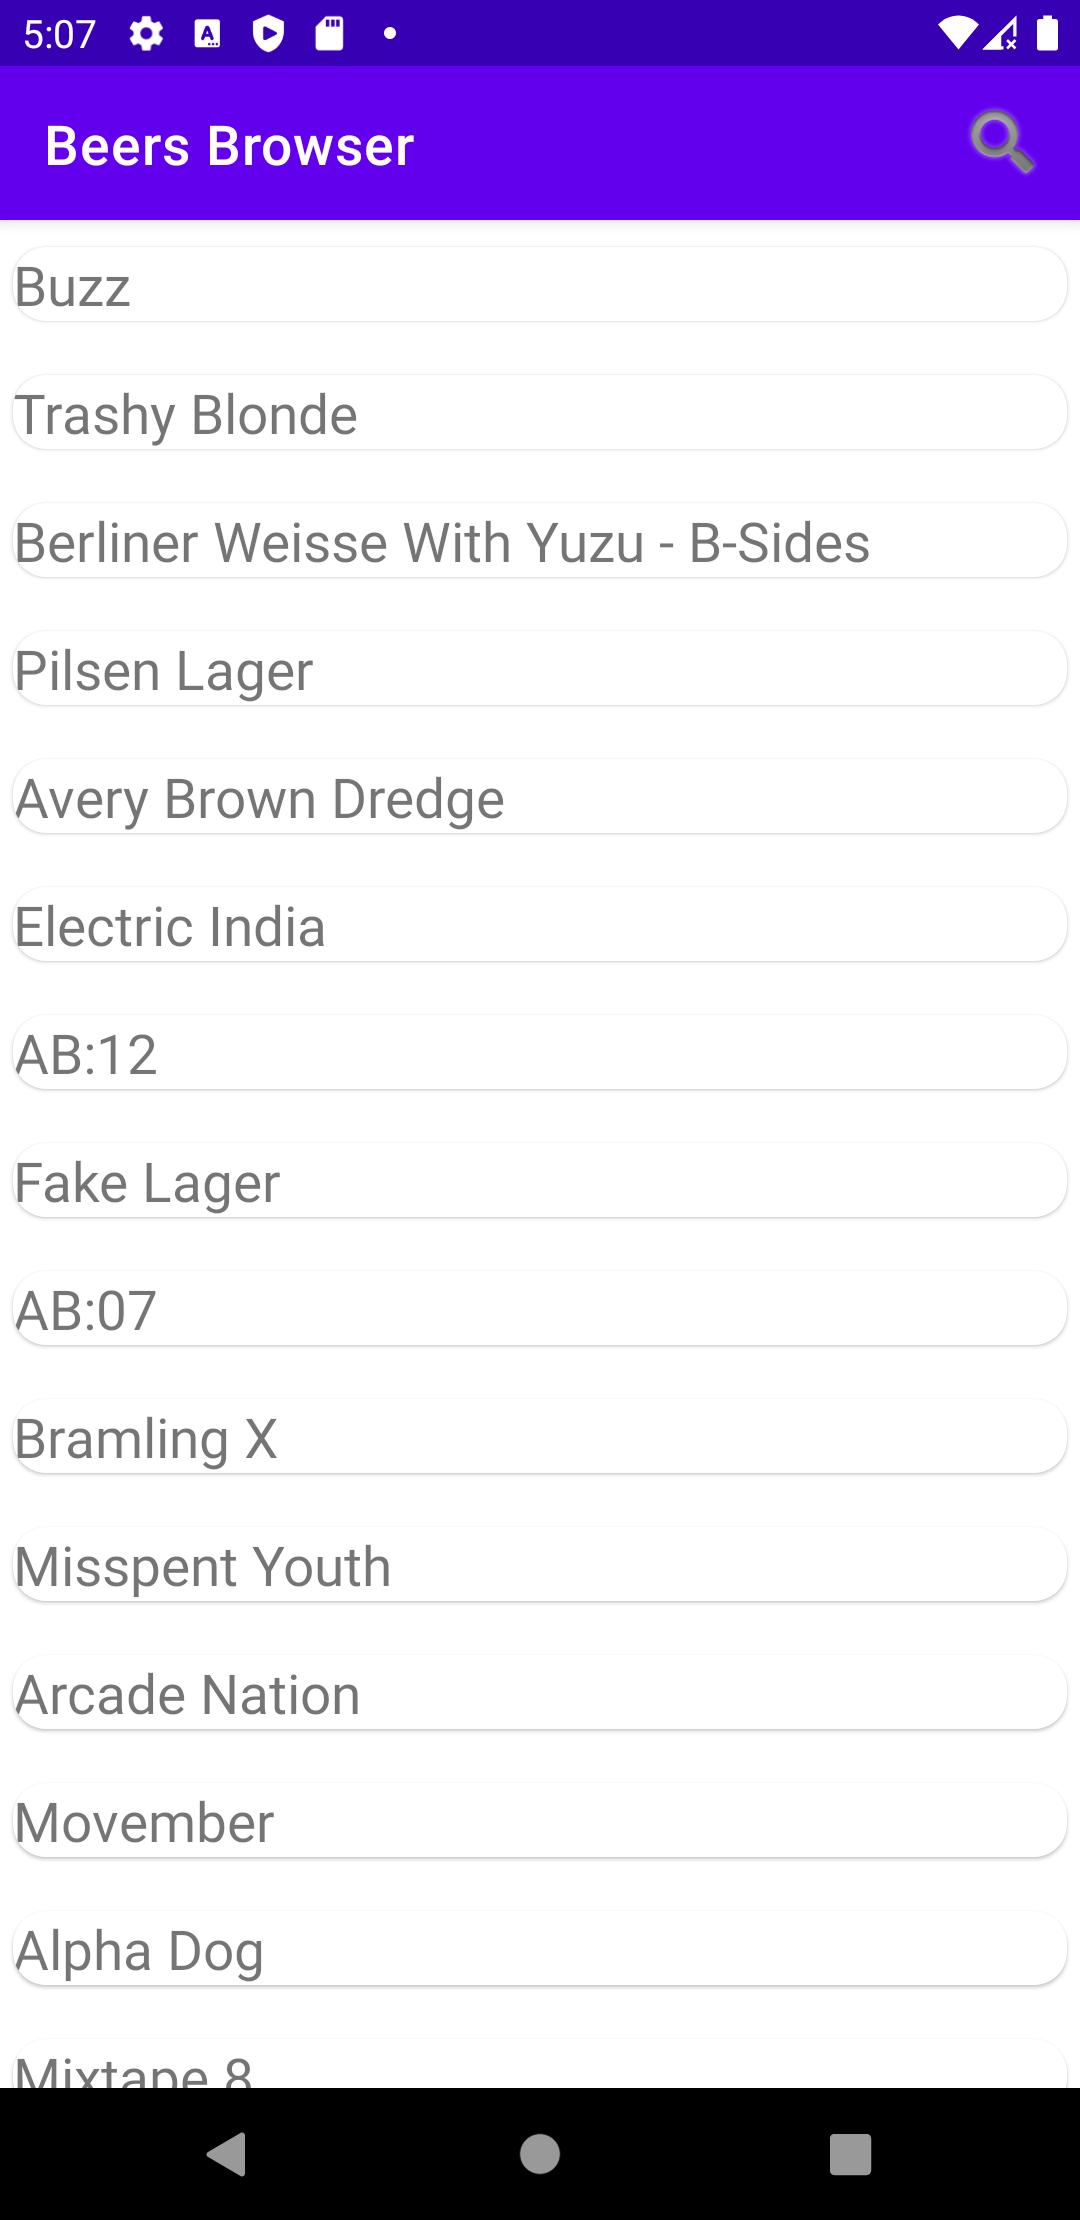 5:07
Beers Browser
Buzz
Trashy Blonde
Berliner Weisse With Yuzu - B-Sides
Pilsen Lager
Avery Brown Dredge
Electric India
AB:12
Fake Lager
AB:07
Bramling X
Misspent Youth
Arcade Nation
Movember
Alpha Dog
Mixtape 8